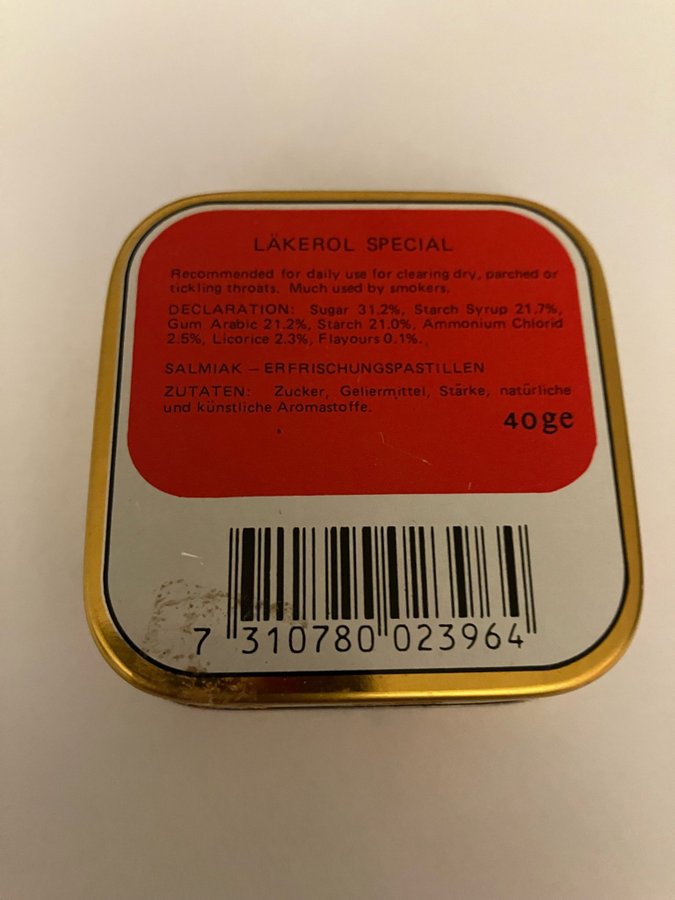 LÄKEROL SPECIAL
Recommended for daily use for clearing dry, parched or
tickling throats. Much used by smokers.
DECLARATION: Sugar 31.2%, Starch Syrup 21.7%,
Gum Arabic 21.2%, Starch 21.0%, Ammonium Chlorid
2.5%, Licorice 2.3%, Flavours 0.1%.
SALMIAK – ERFRISCHUNGSPASTILLEN
ZUTATEN: Zucker, Geliermittel, Stärke, natürliche
und künstliche Aromastoffe.
40ge
7 310780 023964